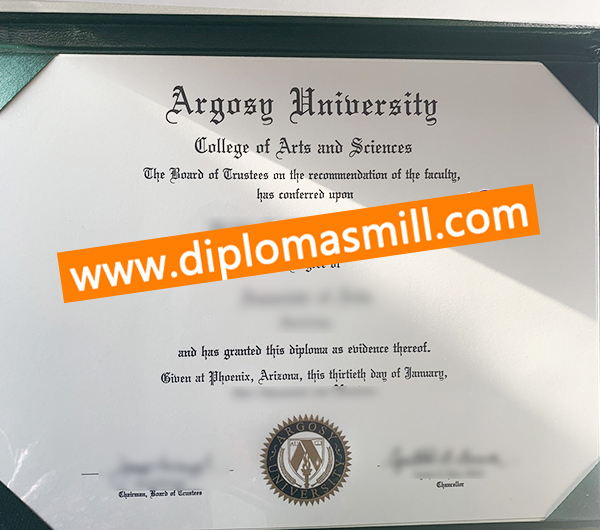 Argosy University
College of Arts and Sciences
The Board of Trustees on the recommendation of the faculty,
has conferred upon
www.diplomasmill.com
and has granted this diploma as evidence thereof.
Given at Phoenix, Arizona, this thirtieth day of January,
ARGOSY
UNIVERSITY
Chairman, Board of Trustees
Chancellor